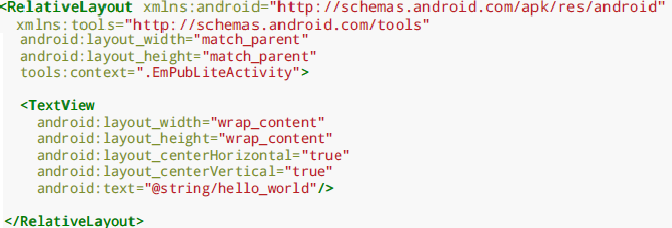 <RelativeLayout xmlns:android="http://schemas.android.com/apk/res/android"
xmlns:tools="http://schemas.android.com/tools"
android:layout_width="match_parent"
android:layout_height="match_parent"
tools:context=".EmPubLiteActivity">
<TextView
android:layout_width="wrap_content"
android:layout_height="wrap_content"
android:layout_centerHorizontal="true"
android:layout_centerVertical="true"
android:text="@string/hello_world"/>
</RelativeLayout>